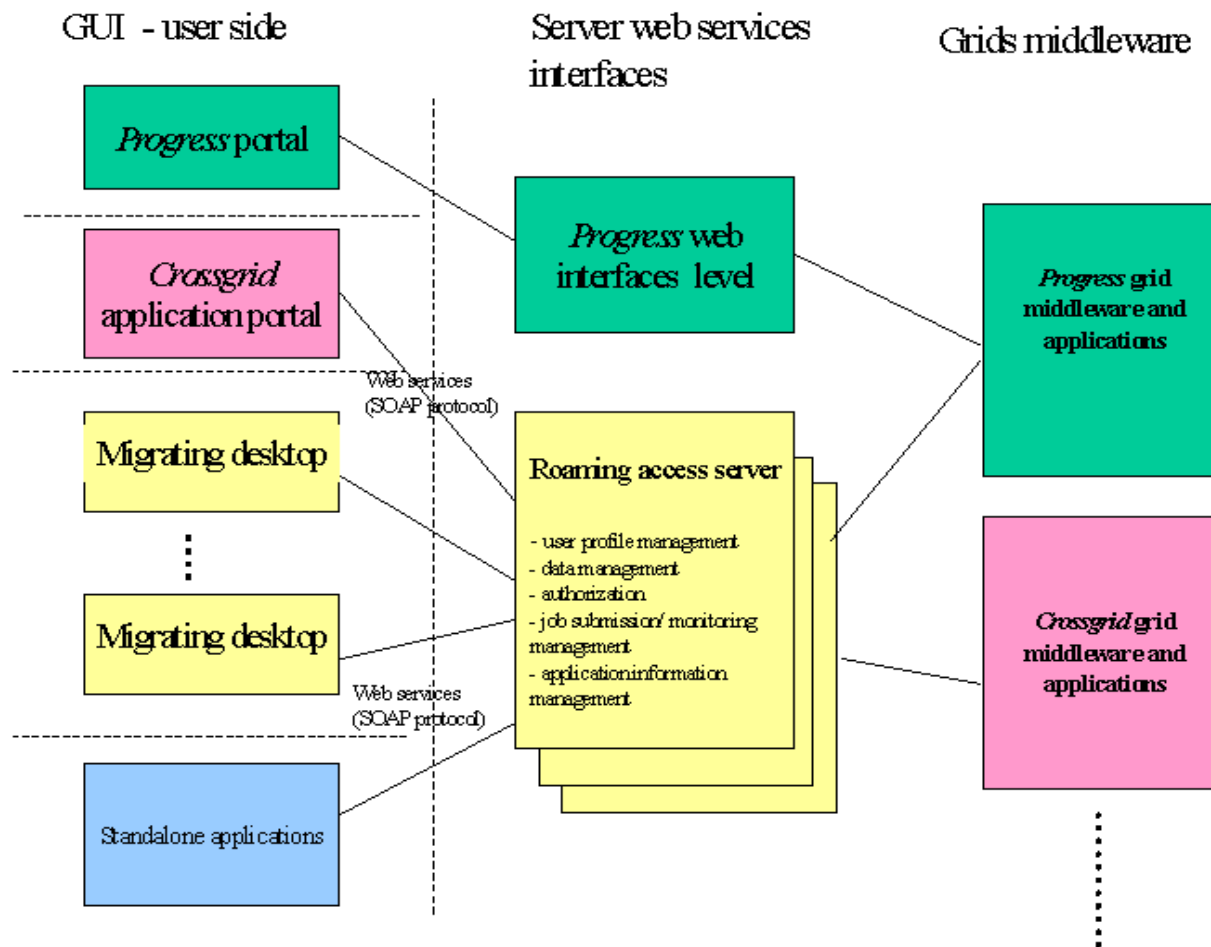 GUI - user side
Server web services
interfaces
Grids middleware
Progress portal
Crossgrid
application portal
Web services
(SOAP protocol)
Migrating desktop
Migrating desktop
Web services
(SOAP protocol)
Standalone applications
Progress web
interfaces level
Roaming access server
- user profile management
- data management
- authorization
- job submission/ monitoring
management
- application information
management
Progress grid
middleware and
applications
Crossgrid grid
middleware and
applications